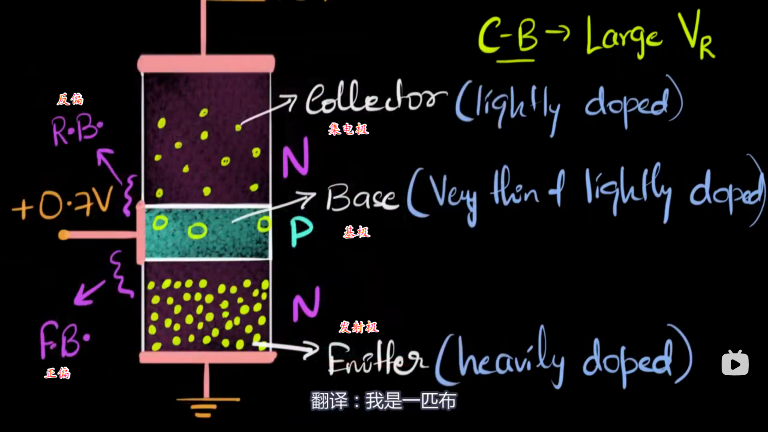 C-B → Large VR
反偏
R.B.
Collector (lightly doped)
集电极
N
+0.7V
Base (Very thin & lightly doped)
P
基极
F.B.
正偏
N
发射极
Emitter (heavily doped)
翻译：我是一匹布